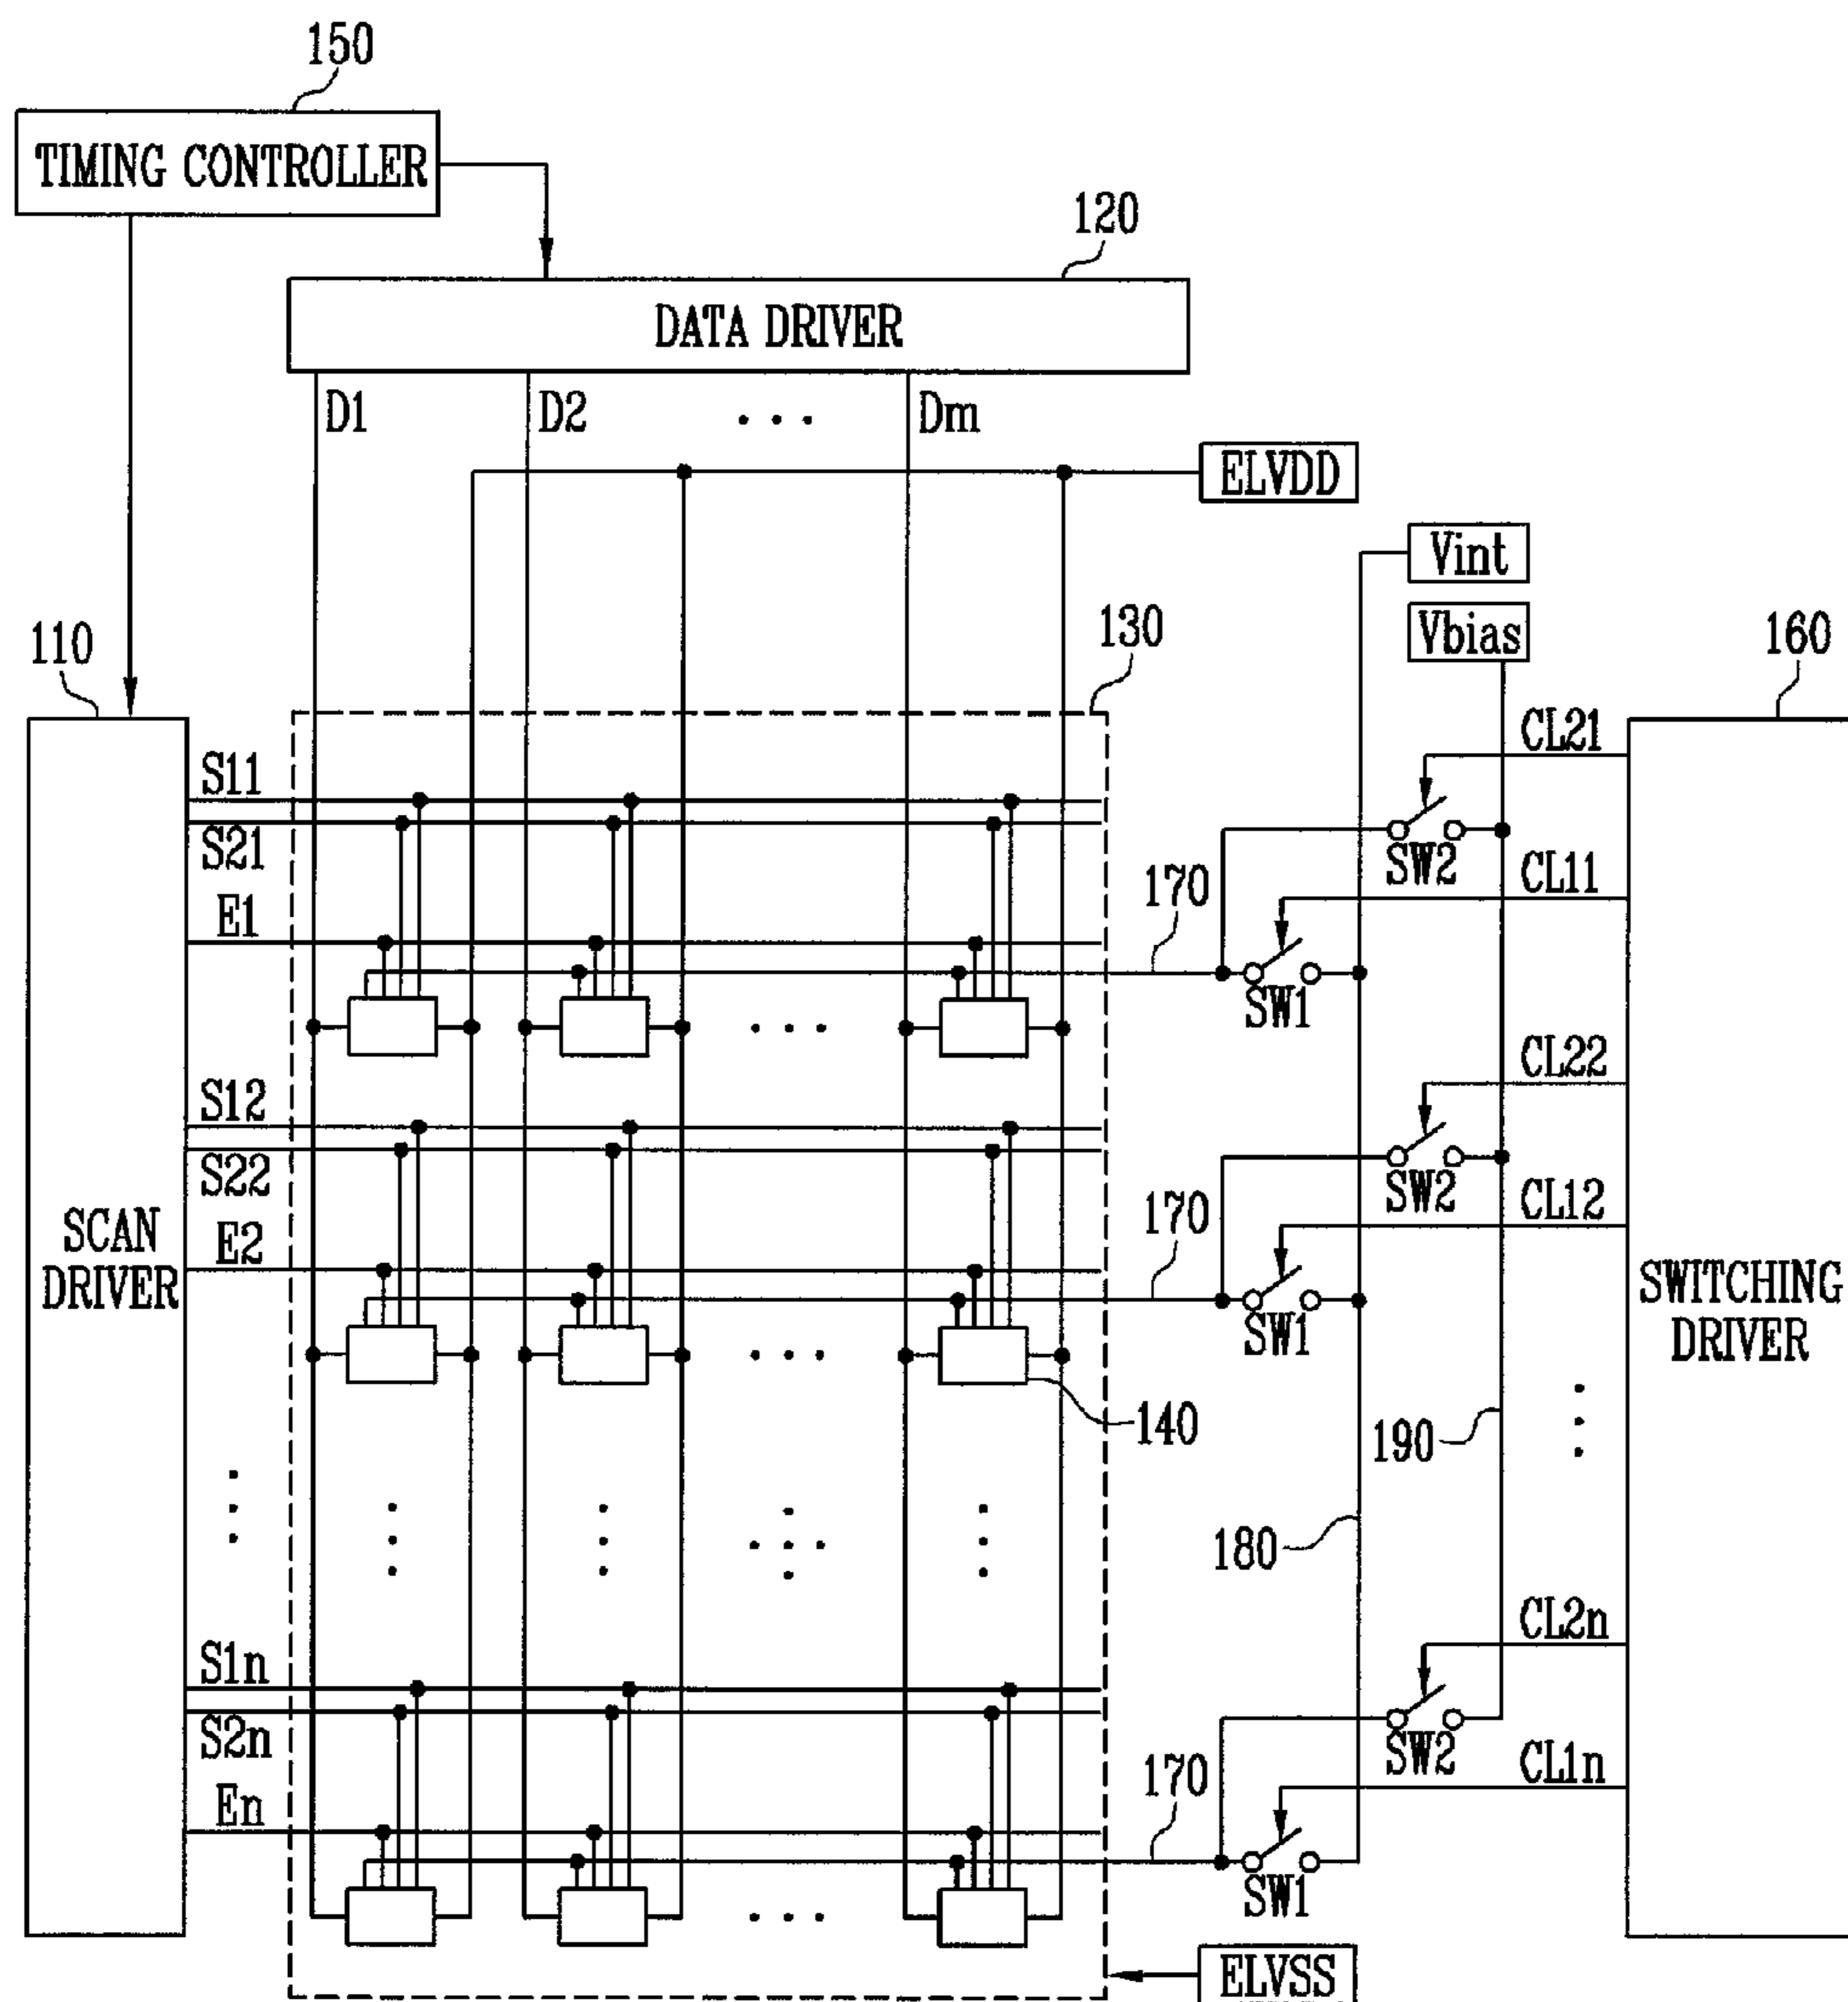 150
TIMING CONTROLLER
120
DATA DRIVER
D1
D2
. . .
Dm
ELVDD
Vint
Vbias
130
110
160
S11
S21
E1
CL21
SW2
CL11
170
SW1
. . .
S12
S22
E2
CL22
SW2
CL12
170
SW1
. . .
SCAN
DRIVER
SWITCHING
DRIVER
140
190
180
S1n
S2n
En
CL2n
SW2
CL1n
170
SW1
. . .
ELVSS